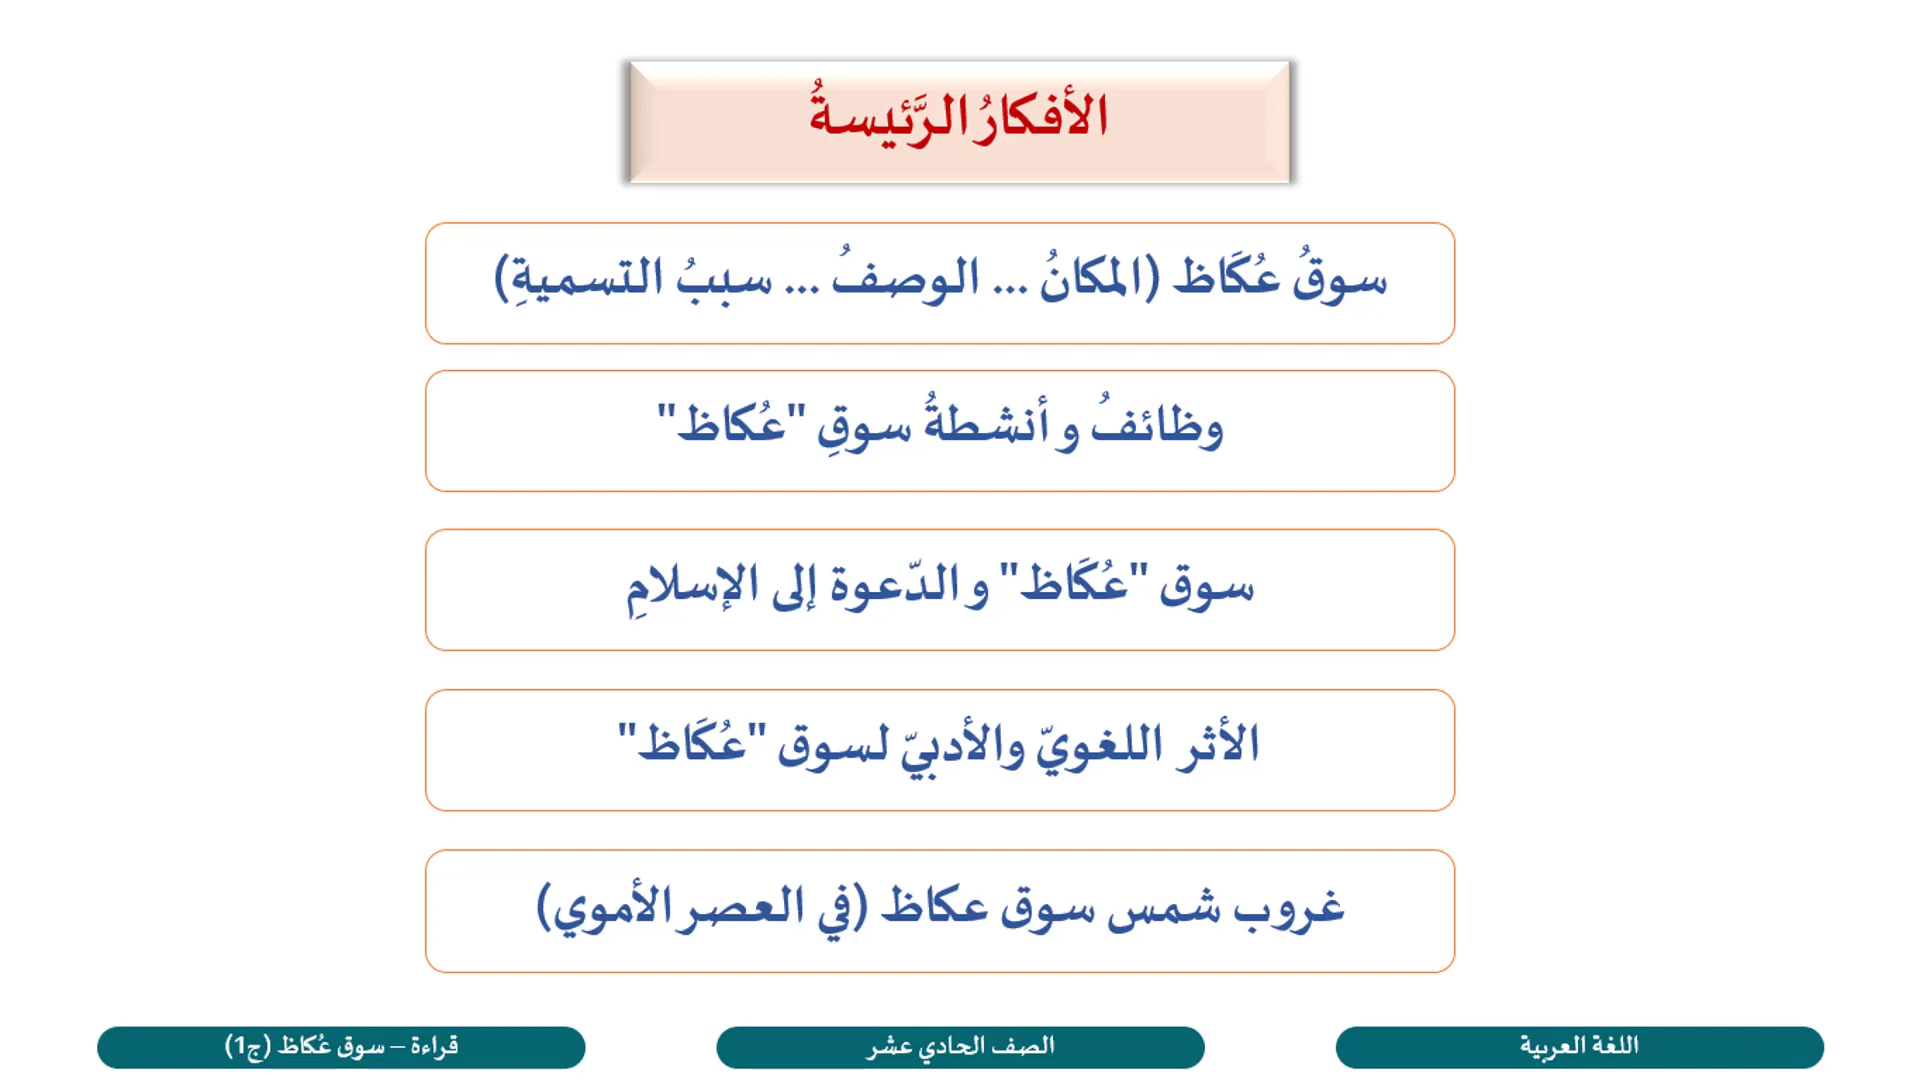 الأفكارُ الرَّئيسةُ
سوقُ عُكَاظ (المكانُ ... الوصفُ ... سببُ التسميةِ)
وظائفُ وأنشطةُ سوقِ "عُكاظ"
سوق "عُكَاظ" والدّعوة إلى الإسلامِ
الأثر اللغويّ والأدبيّ لسوق "عُكَاظ"
غروب شمس سوق عكاظ (في العصر الأموي)
اللغة العربية
الصف الحادي عشر
قراءة – سوق عُكاظ (ج1)